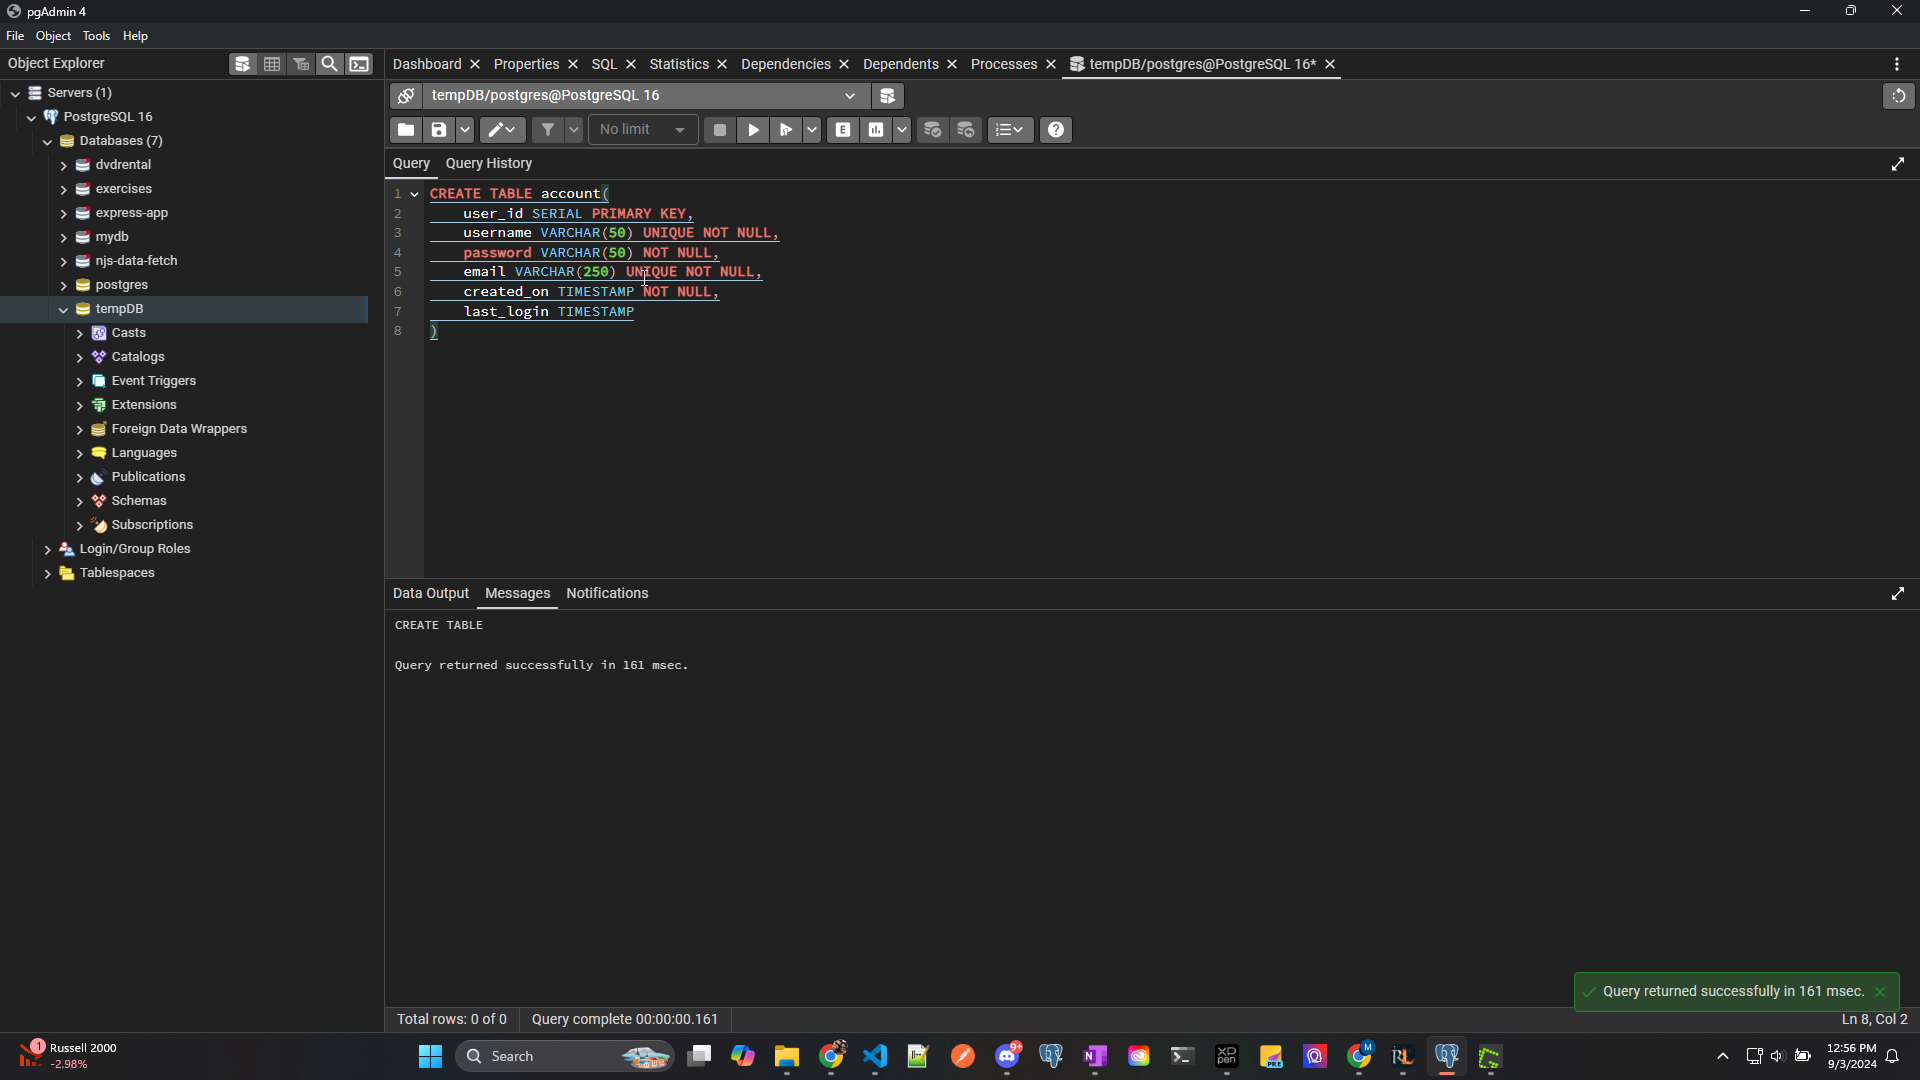 pgAdmin 4
File Object Tools Help
Object Explorer
Dashboard Properties SQL Statistics Dependencies Dependents Processes tempDB/postgres@PostgreSQL 16*
Servers (1)
PostgreSQL 16
Databases (7)
dvdrental
exercises
express-app
mydb
njs-data-fetch
postgres
tempDB
Casts
Catalogs
Event Triggers
Extensions
Foreign Data Wrappers
Languages
Publications
Schemas
Subscriptions
Login/Group Roles
Tablespaces
tempDB/postgres@PostgreSQL 16
No limit
E
Query Query History
1 CREATE TABLE account(
2 user_id SERIAL PRIMARY KEY,
3 username VARCHAR(50) UNIQUE NOT NULL,
4 password VARCHAR(50) NOT NULL,
5 email VARCHAR(250) UNIQUE NOT NULL,
6 created_on TIMESTAMP NOT NULL,
7 last_login TIMESTAMP
8 )
Data Output Messages Notifications
CREATE TABLE
Query returned successfully in 161 msec.
Query returned successfully in 161 msec.
Total rows: 0 of 0 Query complete 00:00:00.161 Ln 8, Col 2
1 Russell 2000
-2.98%
Search
9+
N
XP
pen
PRE
M
RL
12:56 PM
9/3/2024